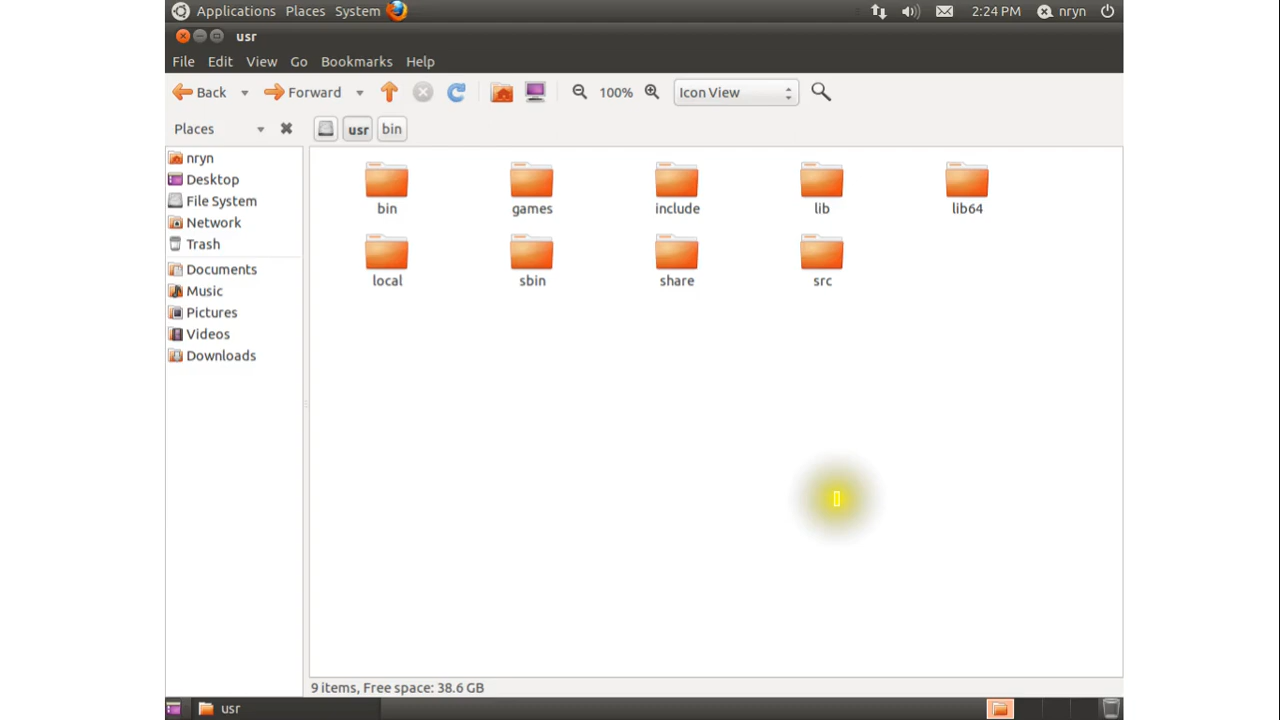 Applications Places System 2:24 PM nryn
usr
File Edit View Go Bookmarks Help
Back Forward 100% Icon View
Places usr bin
nryn
Desktop
File System
Network
Trash
Documents
Music
Pictures
Videos
Downloads
bin games include lib lib64
local sbin share src
9 items, Free space: 38.6 GB
usr